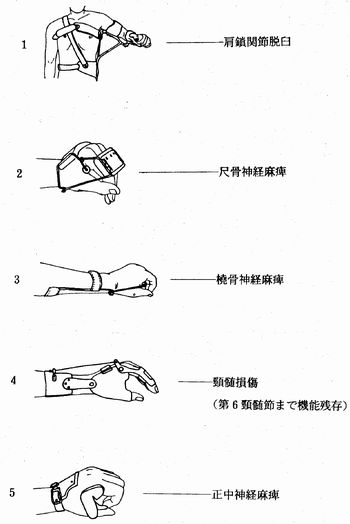 1 肩鎖関節脱臼
2 尺骨神経麻痺
3 橈骨神経麻痺
4 頸髄損傷
(第6頸髄節まで機能残存)
5 正中神経麻痺